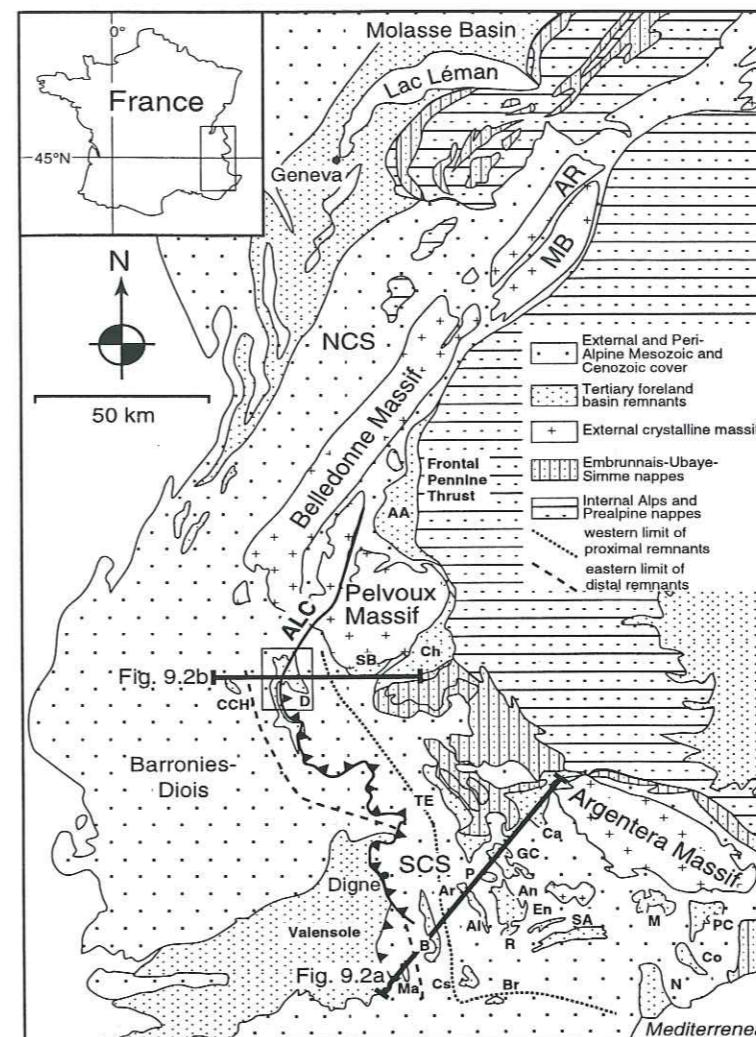 0°
France
45°N
Molasse Basin
Lac Léman
Geneva
AR
MB
N
NCS
50 km
Belledonne Massif
External and Peri-
Alpine Mesozoic and
Cenozoic cover
Tertiary foreland
basin remnants
External crystalline massif
Embrunnais-Ubaye-
Simme nappes
Internal Alps and
Prealpine nappes
western limit of
proximal remnants
eastern limit of
distal remnants
Frontal
Pennine
Thrust
AA
Pelvoux
Massif
ALC
SB
Ch
Fig. 9.2b
CCH
D
Barronies-
Diois
TE
Argentera Massif
Ca
SCS
GC
P
Digne
Ar
An
En
Al
R
SA
M
PC
Valensole
B
Co
Fig. 9.2a
Ma
Cs
Br
N
Mediterrenea